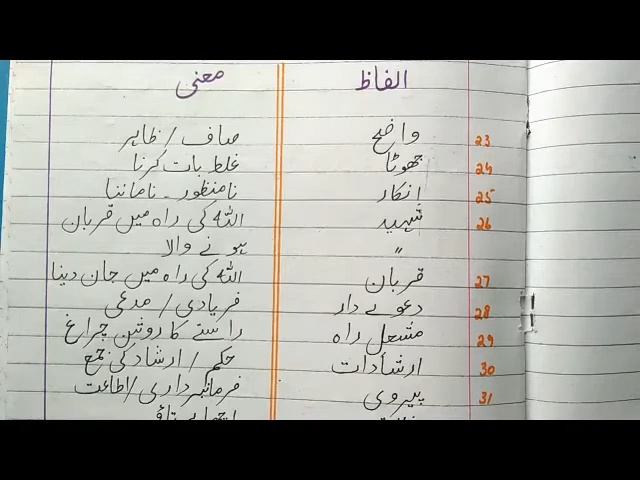 الفاظ معنی
23 واضح صاف / ظاہر
24 جھوٹا غلط بات کرنا
25 انکار نامنظور - ناماننا
26 شہید اللہ کی راہ میں قربان
〃 ہونے والا
27 قربان اللہ کی راہ میں جان دینا
28 دعوے دار فریادی / مدعی
29 مشعل راہ راستے کا روشن چراغ
30 ارشادات حکم / ارشاد کی جمع
31 پیروی فرمانبرداری / اطاعت